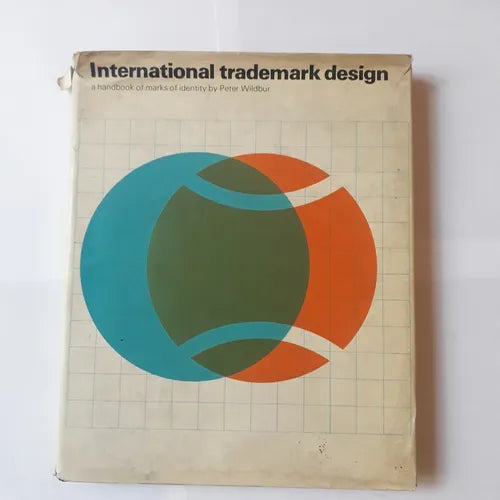 International trademark design
a handbook of marks of identity by Peter Wildbur